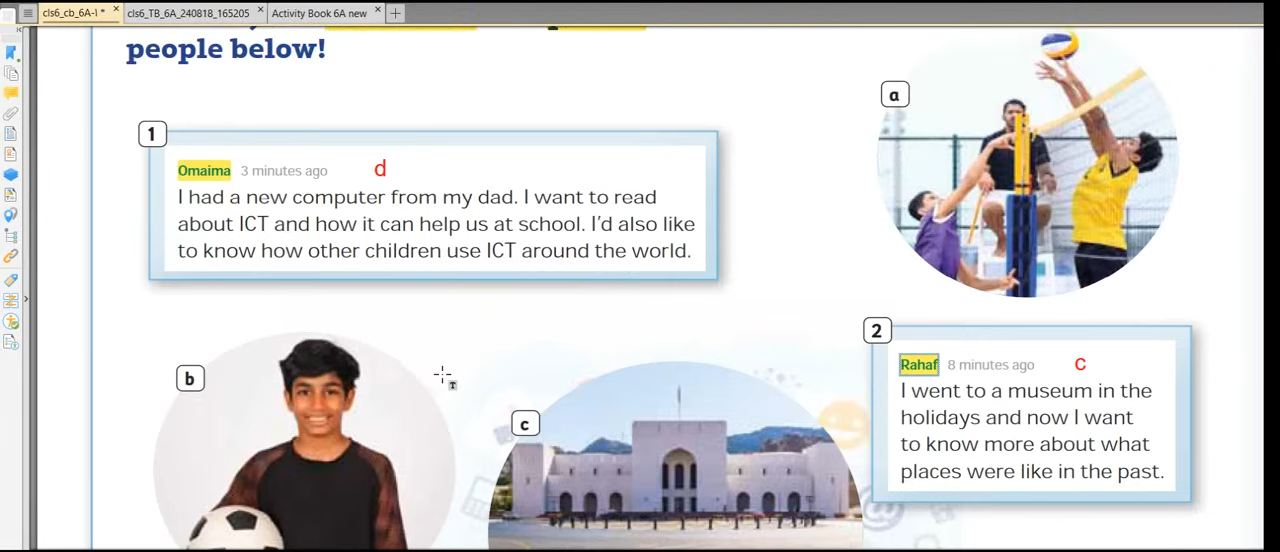 cls6_cb_6A-\ *
cls6_TB_6A_240818_165205
Activity Book 6A new
people below!
a
1
Omaima 3 minutes ago d
I had a new computer from my dad. I want to read
about ICT and how it can help us at school. I'd also like
to know how other children use ICT around the world.
2
Rahaf 8 minutes ago c
I went to a museum in the
holidays and now I want
to know more about what
places were like in the past.
b
c